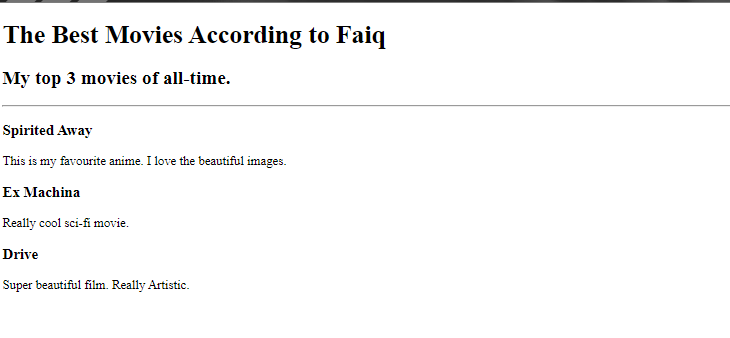 The Best Movies According to Faiq
My top 3 movies of all-time.
Spirited Away
This is my favourite anime. I love the beautiful images.
Ex Machina
Really cool sci-fi movie.
Drive
Super beautiful film. Really Artistic.